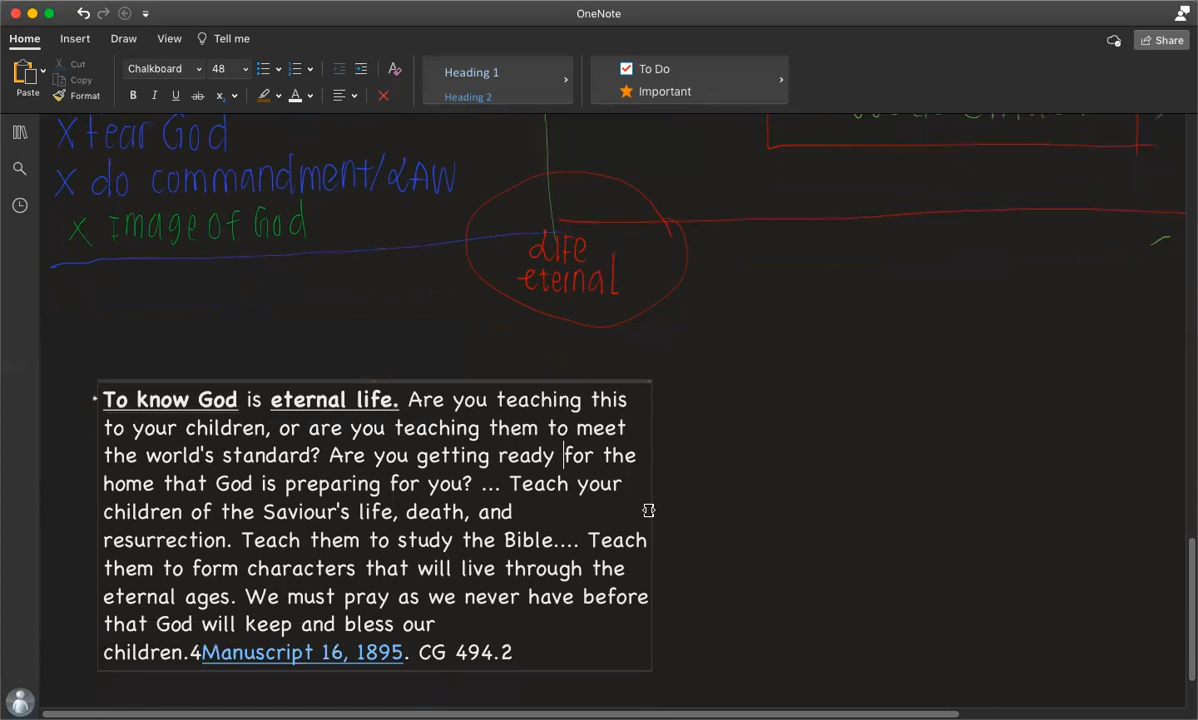 OneNote
Home Insert Draw View Tell me
Share
Paste
Cut
Copy
Format
Chalkboard 48
B I U ab x₂ A
Heading 1
Heading 2
To Do
Important
x fear God
x do commandment/LAW
x Image of God
LIFE
eternal
To know God is eternal life. Are you teaching this
to your children, or are you teaching them to meet
the world's standard? Are you getting ready for the
home that God is preparing for you? ... Teach your
children of the Saviour's life, death, and
resurrection. Teach them to study the Bible.... Teach
them to form characters that will live through the
eternal ages. We must pray as we never have before
that God will keep and bless our
children.4Manuscript 16, 1895. CG 494.2